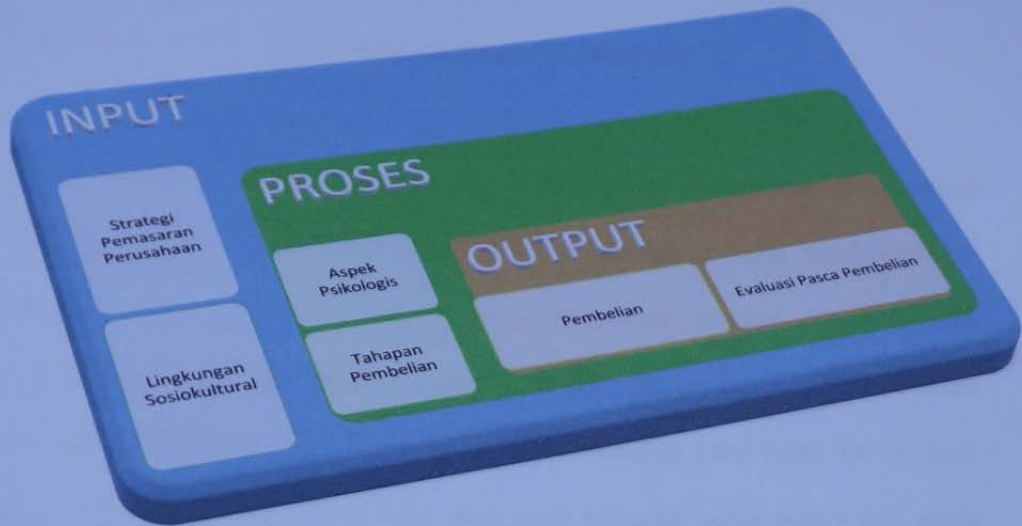 INPUT
Strategi
Pemasaran
Perusahaan
Lingkungan
Sosiokultural
PROSES
Aspek
Psikologis
Tahapan
Pembelian
OUTPUT
Pembelian
Evaluasi Pasca Pembelian